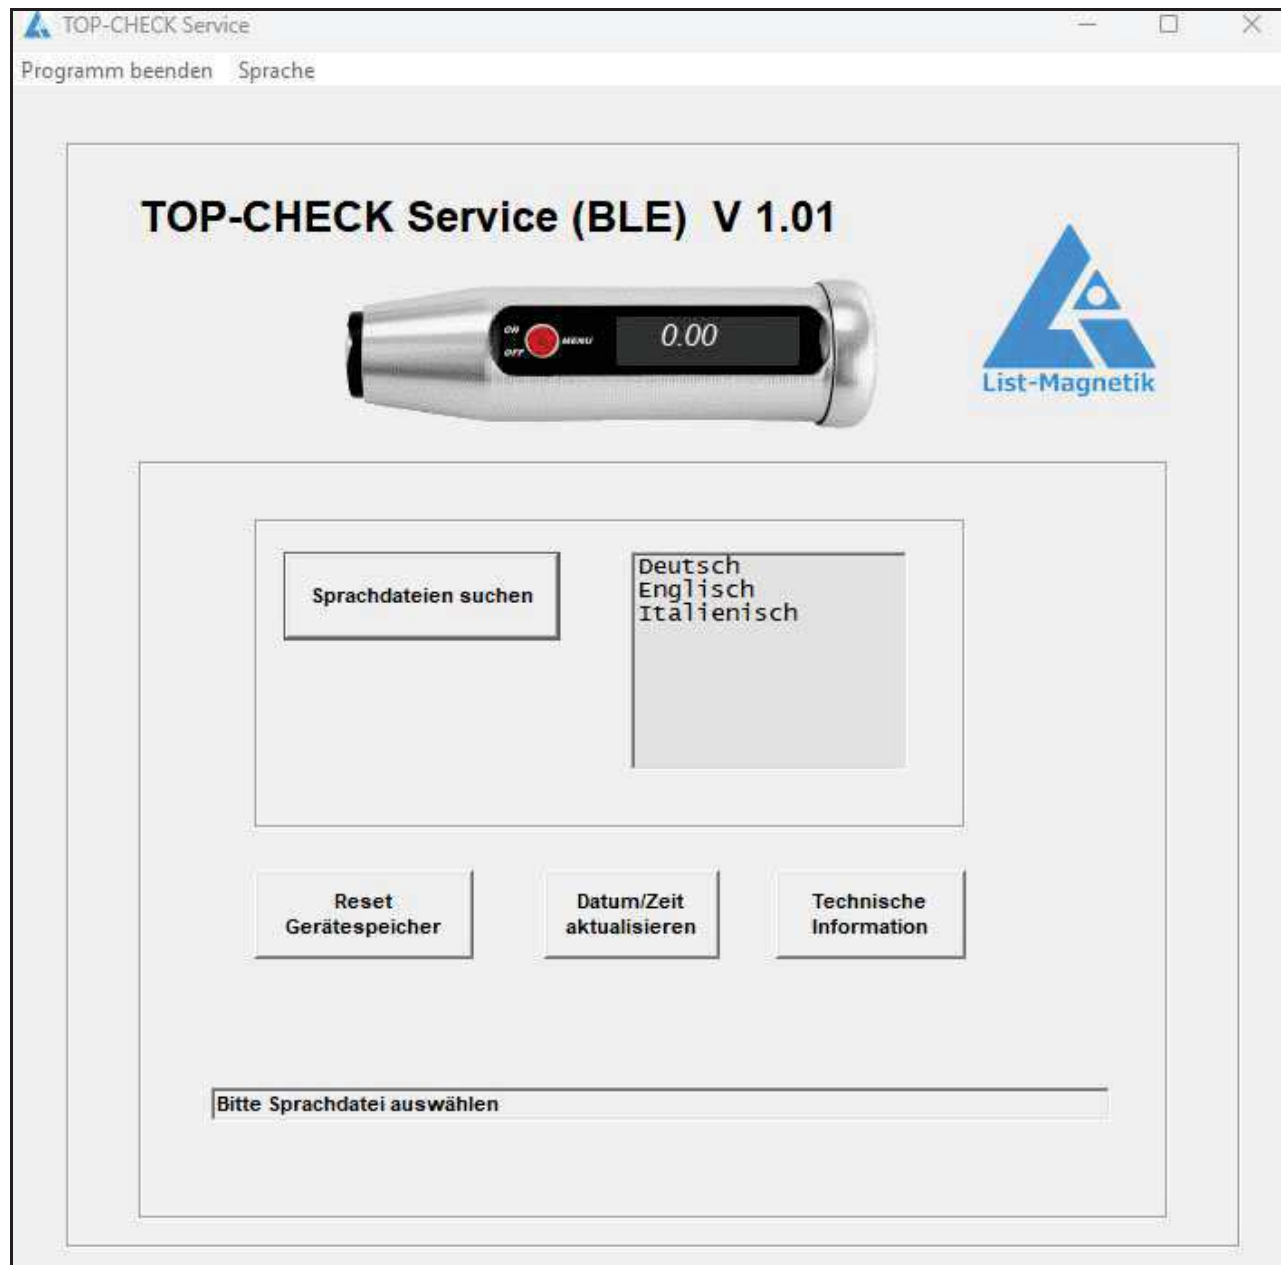 TOP-CHECK Service
Programm beenden Sprache
TOP-CHECK Service (BLE) V 1.01
ON
OFF
MENU
0.00
List-Magnetik
Sprachdateien suchen
Deutsch
Englisch
Italienisch
Reset
Gerätespeicher
Datum/Zeit
aktualisieren
Technische
Information
Bitte Sprachdatei auswählen